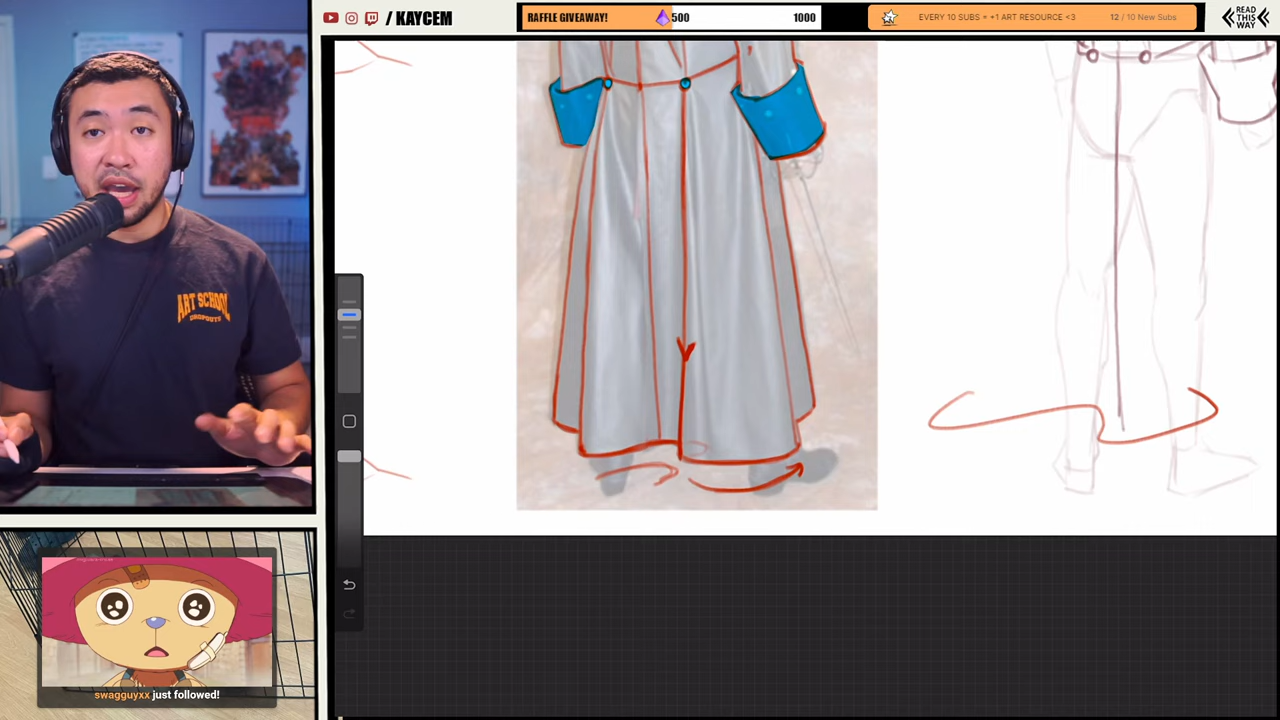 / KAYCEM
RAFFLE GIVEAWAY!
500
1000
EVERY 10 SUBS = +1 ART RESOURCE <3
12 / 10 New Subs
READ
THIS
WAY
ART SCHOOL
DROPOUTS
swagguyxx just followed!